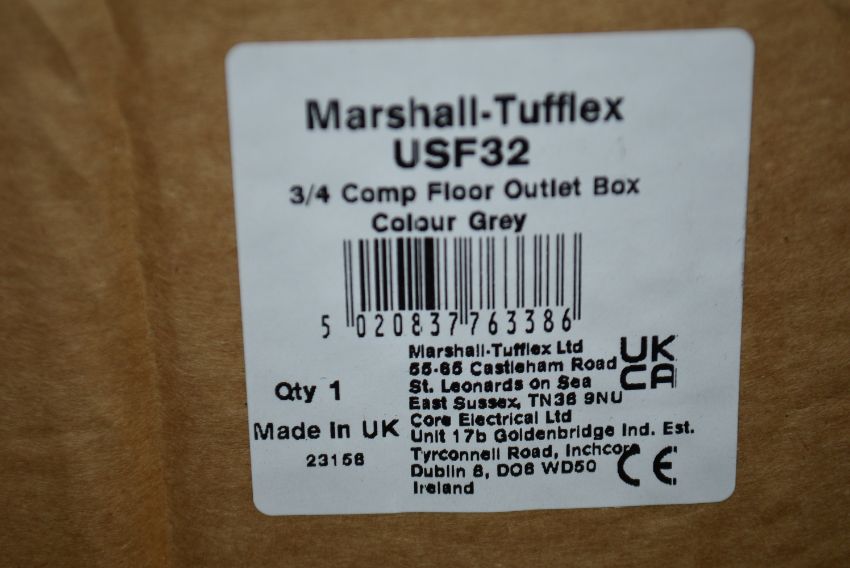 Marshall-Tufflex
USF32
3/4 Comp Floor Outlet Box
Colour Grey
5 020837 763386
Marshall-Tufflex Ltd
55-65 Castleham Road
St. Leonards on Sea
East Sussex, TN38 9NU
UK
CA
Qty 1
Made in UK
23158
Core Electrical Ltd
Unit 17b Goldenbridge Ind. Est.
Tyrconnell Road, Inchcore
Dublin 8, D08 WD50
Ireland
CE